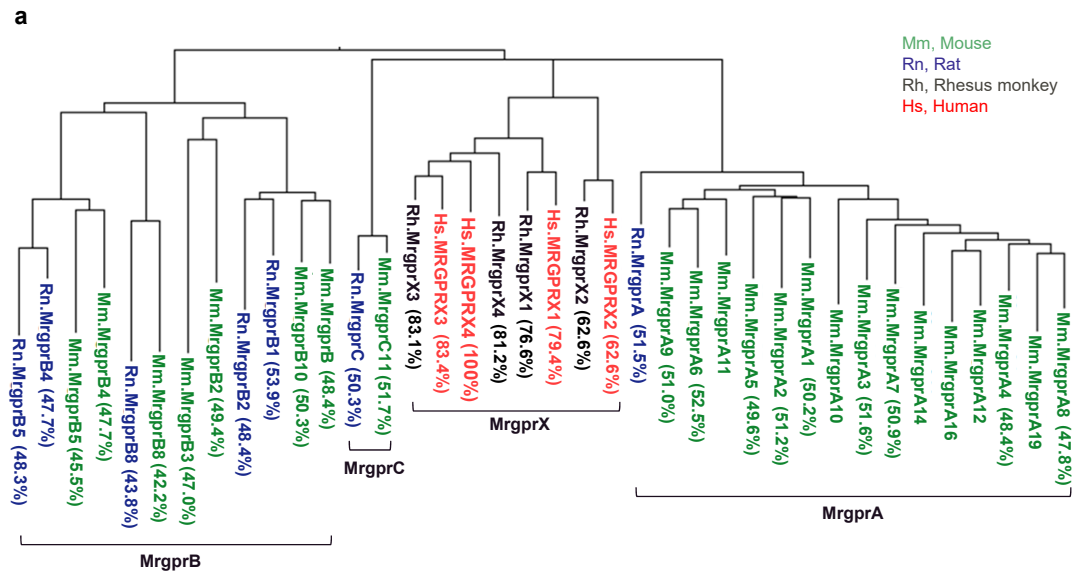 a
Mm, Mouse
Rn, Rat
Rh, Rhesus monkey
Hs, Human
Rn.MrgprB5 (48.3%)
Rn.MrgprB4 (47.7%)
Mm.MrgprB5 (45.5%)
Mm.MrgprB4 (47.7%)
Rn.MrgprB8 (43.8%)
Mm.MrgprB8 (42.2%)
Mm.MrgprB3 (47.0%)
Mm.MrgprB2 (49.4%)
Rn.MrgprB2 (48.4%)
Rn.MrgprB1 (53.9%)
Mm.MrgprB10 (50.3%)
Mm.MrgprB (48.4%)
Rn.MrgprC (50.3%)
Mm.MrgprC11 (51.7%)
Rh.MrgprX3 (83.1%)
Hs.MRGPRX3 (83.4%)
Hs.MRGPRX4 (100%)
Rh.MrgprX4 (81.2%)
Rh.MrgprX1 (76.6%)
Hs.MRGPRX1 (79.4%)
Rh.MrgprX2 (62.6%)
Hs.MRGPRX2 (62.6%)
Rn.MrgprA (51.5%)
Mm.MrgprA9 (51.0%)
Mm.MrgprA6 (52.5%)
Mm.MrgprA11
Mm.MrgprA5 (49.6%)
Mm.MrgprA2 (51.2%)
Mm.MrgprA1 (50.2%)
Mm.MrgprA10
Mm.MrgprA3 (51.6%)
Mm.MrgprA7 (50.9%)
Mm.MrgprA14
Mm.MrgprA16
Mm.MrgprA12
Mm.MrgprA4 (48.4%)
Mm.MrgprA19
Mm.MrgprA8 (47.8%)
MrgprB
MrgprC
MrgprX
MrgprA